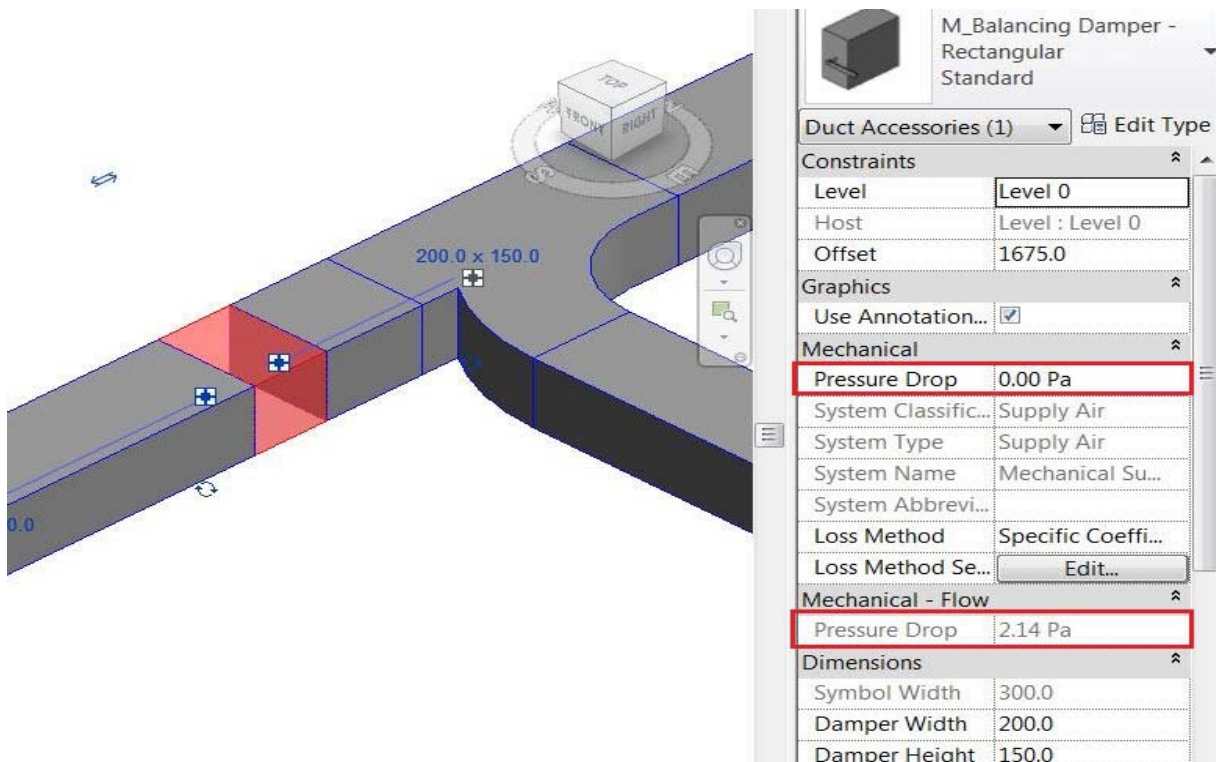 M_Balancing Damper -
Rectangular
Standard
Duct Accessories (1)
Edit Type
Constraints
Level Level 0
Host Level : Level 0
Offset 1675.0
Graphics
Use Annotation...
Mechanical
Pressure Drop 0.00 Pa
System Classific... Supply Air
System Type Supply Air
System Name Mechanical Su...
System Abbrevi...
Loss Method Specific Coeffi...
Loss Method Se... Edit...
Mechanical - Flow
Pressure Drop 2.14 Pa
Dimensions
Symbol Width 300.0
Damper Width 200.0
Damper Height 150.0
TOP
FRONT RIGHT
S E
200.0 x 150.0
0.0